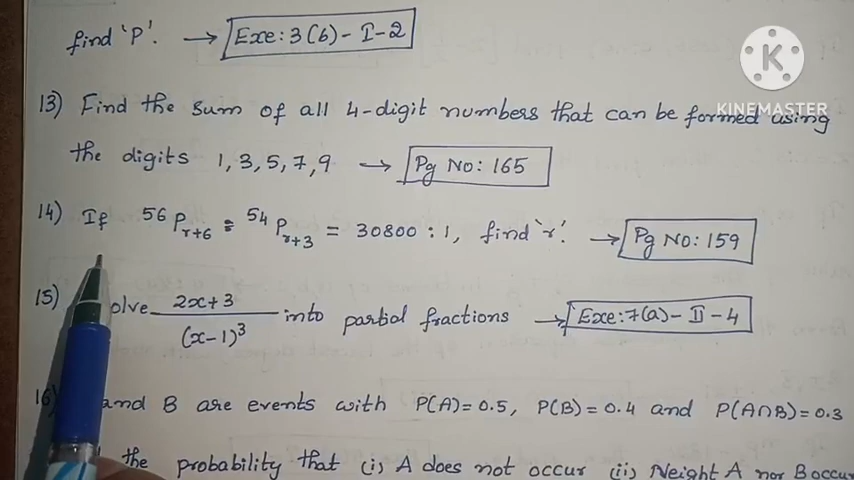 find 'P'. → Exe: 3(b) - I - 2
KINEMASTER
13) Find the sum of all 4-digit numbers that can be formed using
the digits 1, 3, 5, 7, 9 → Pg No: 165
14) If ⁵⁶Pᵣ₊₆ : ⁵⁴Pᵣ₊₃ = 30800 : 1, find 'r'. → Pg No: 159
15) olve 2x+3/(x-1)³ into partial fractions → Exe: 7(a) - II - 4
16) and B are events with P(A)=0.5, P(B)=0.4 and P(A∩B)=0.3
the probability that (i) A does not occur (ii) Neight A nor B occur